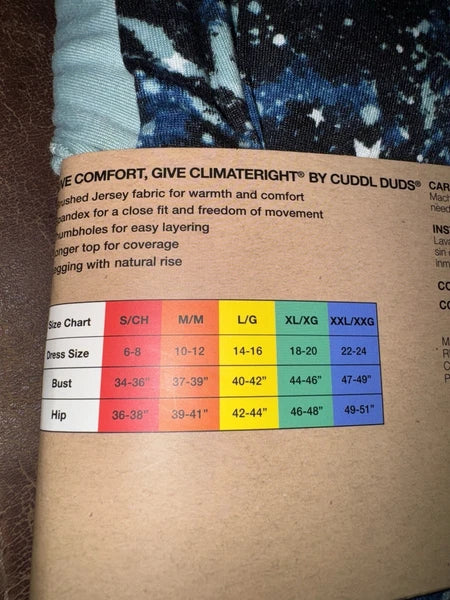 VE COMFORT, GIVE CLIMATERIGHT® BY CUDDL DUDS®
rushed Jersey fabric for warmth and comfort
pandex for a close fit and freedom of movement
humbholes for easy layering
onger top for coverage
egging with natural rise
Size Chart S/CH M/M L/G XL/XG XXL/XXG
Dress Size 6-8 10-12 14-16 18-20 22-24
Bust 34-36" 37-39" 40-42" 44-46" 47-49"
Hip 36-38" 39-41" 42-44" 46-48" 49-51"
CAR
Mach
need
INS
Lava
sin
inm
CO
CO
M
R
C
P